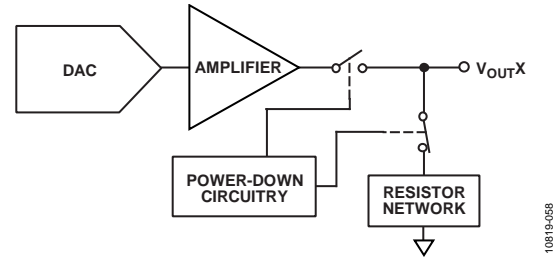 DAC
AMPLIFIER
VOUTX
POWER-DOWN
CIRCUITRY
RESISTOR
NETWORK
10819-058